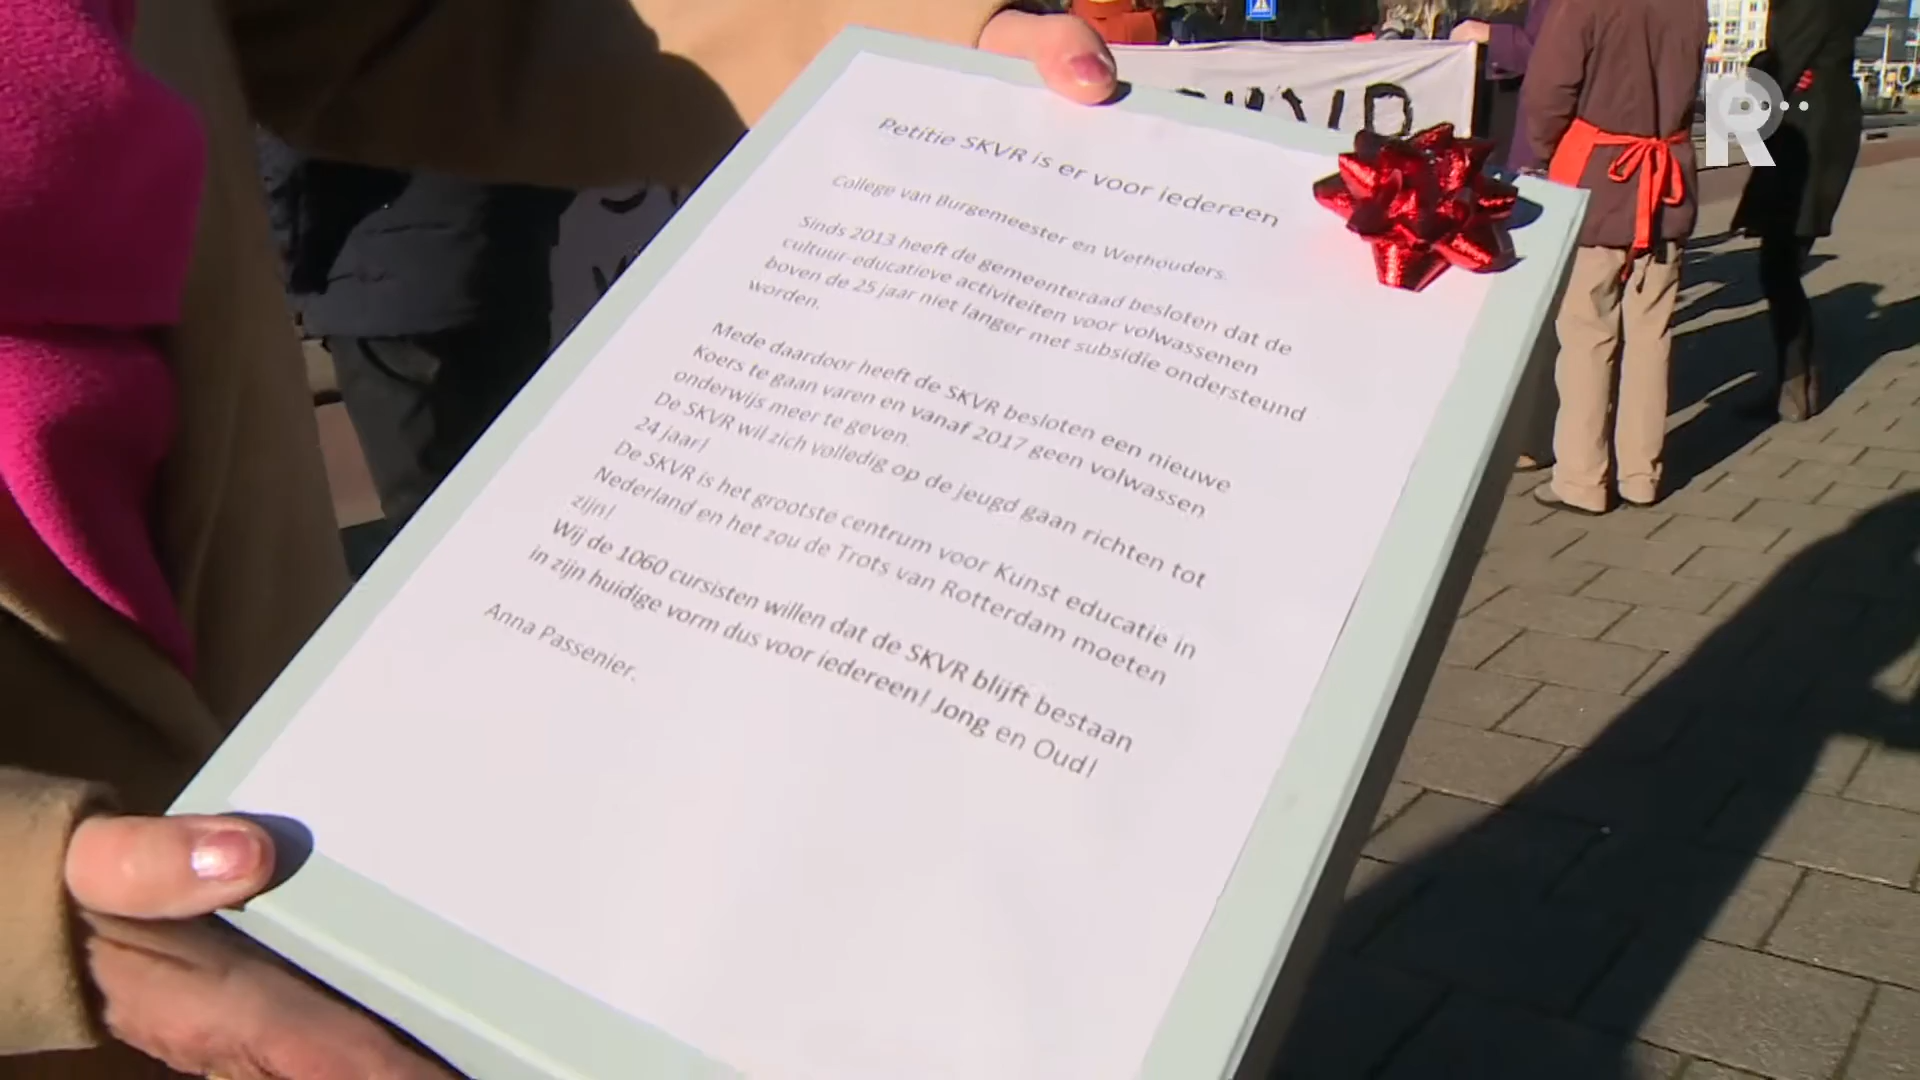 Petitie SKVR is er voor iedereen
College van Burgemeester en Wethouders.
Sinds 2013 heeft de gemeenteraad besloten dat de
cultuur-educatieve activiteiten voor volwassenen
boven de 25 jaar niet langer met subsidie ondersteund
worden.
Mede daardoor heeft de SKVR besloten een nieuwe
Koers te gaan varen en vanaf 2017 geen volwassen
onderwijs meer te geven.
De SKVR wil zich volledig op de jeugd gaan richten tot
24 jaar!
De SKVR is het grootste centrum voor Kunst educatie in
Nederland en het zou de Trots van Rotterdam moeten
zijn!
Wij de 1060 cursisten willen dat de SKVR blijft bestaan
in zijn huidige vorm dus voor iedereen! Jong en Oud!
Anna Passenier.
R